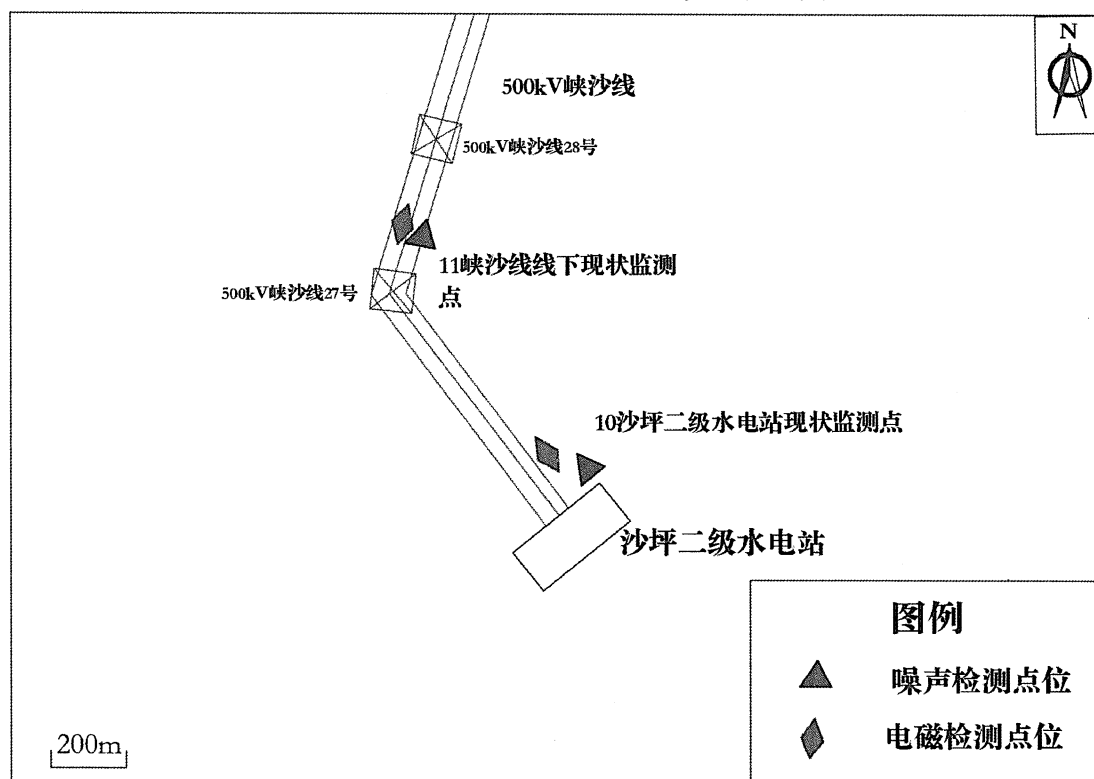 N
500kV峡沙线
500kV峡沙线28号
11峡沙线线下现状监测
点
500kV峡沙线27号
10沙坪二级水电站现状监测点
沙坪二级水电站
图例
噪声检测点位
电磁检测点位
200m